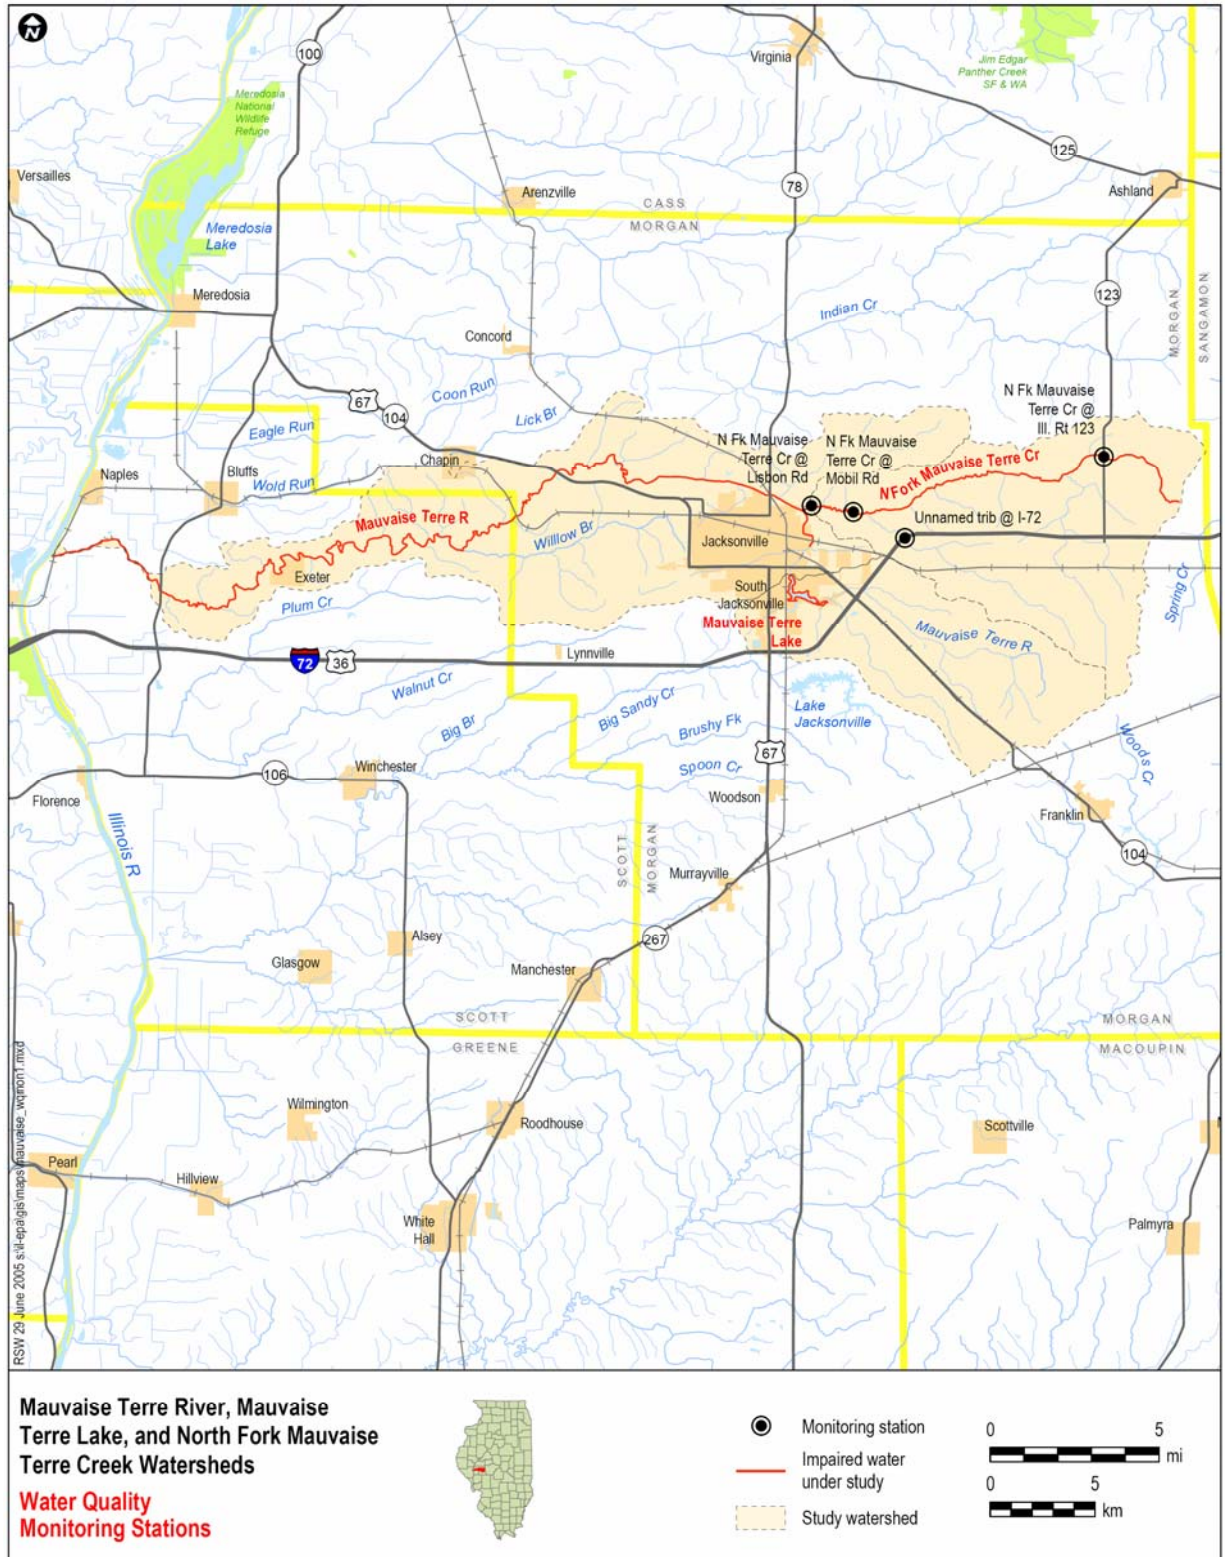 N
100
Virginia
Jim Edgar
Panther Creek
SF & WA
Meredosia
National
Wildlife
Refuge
125
Versailles
78
Ashland
Arenzville
CASS
MORGAN
Meredosia
Lake
Meredosia
123
MORGAN
SANGAMON
Indian Cr
Concord
Coon Run
67
104
Lick Br
N Fk Mauvaise
Terre Cr @
Ill. Rt 123
Eagle Run
N Fk Mauvaise
Terre Cr @
Lisbon Rd
N Fk Mauvaise
Terre Cr @
Mobil Rd
N Fork Mauvaise Terre Cr
Chapin
Naples
Bluffs
Wold Run
Mauvaise Terre R
Willlow Br
Jacksonville
Unnamed trib @ I-72
Exeter
Plum Cr
South
Jacksonville
Mauvaise Terre
Lake
Mauvaise Terre R
Spring Cr
72
36
Lynnville
Walnut Cr
Big Br
Big Sandy Cr
Brushy Fk
Lake
Jacksonville
Spoon Cr
67
Woods Cr
106
Winchester
Florence
Woodson
Franklin
Illinois R
SCOTT
MORGAN
104
Murrayville
267
Alsey
Glasgow
Manchester
SCOTT
GREENE
MORGAN
MACOUPIN
Wilmington
Roodhouse
Scottville
Pearl
Hillview
White
Hall
Palmyra
RSW 29 June 2005 s:\il-epa\gis\maps\mauvaise_wqmon1.mxd
Mauvaise Terre River, Mauvaise
Terre Lake, and North Fork Mauvaise
Terre Creek Watersheds
Water Quality
Monitoring Stations
Monitoring station
Impaired water
under study
Study watershed
0 5
mi
0 5
km